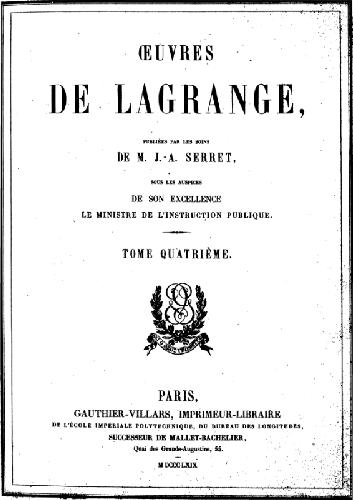 ŒUVRES
DE LAGRANGE,
PUBLIÉES PAR LES SOINS
DE M. J.-A. SERRET,
SOUS LES AUSPICES
DE SON EXCELLENCE
LE MINISTRE DE L'INSTRUCTION PUBLIQUE.
TOME QUATRIÈME.
PARIS,
GAUTHIER-VILLARS, IMPRIMEUR-LIBRAIRE
DE L'ÉCOLE IMPÉRIALE POLYTECHNIQUE, DU BUREAU DES LONGITUDES,
SUCCESSEUR DE MALLET-BACHELIER,
Quai des Grands-Augustins, 55.
MDCCCLXIX